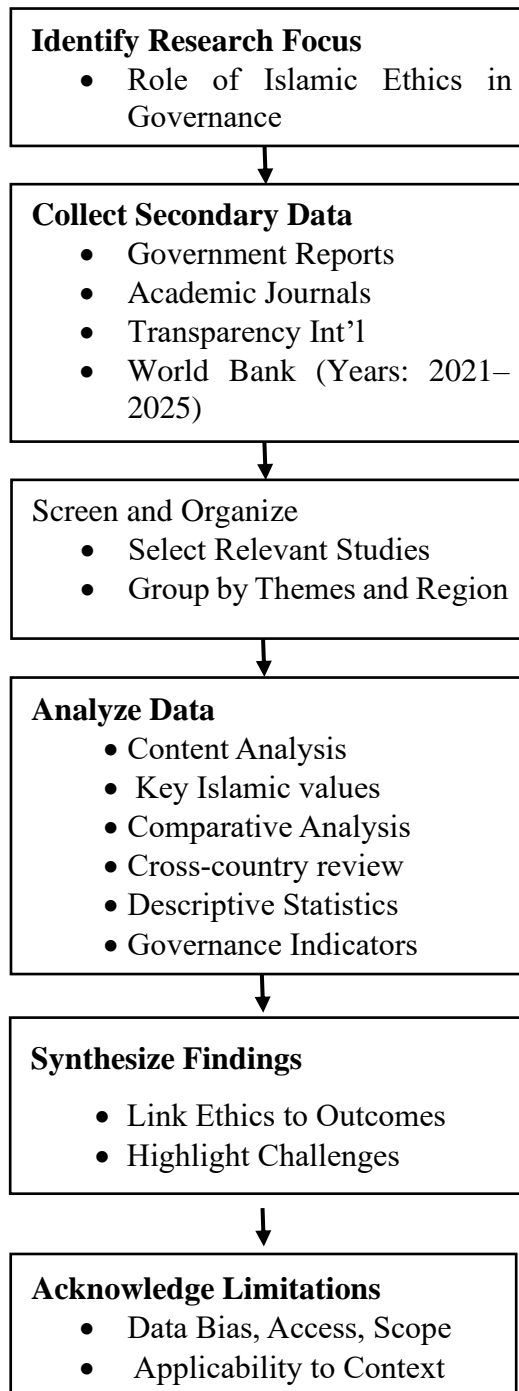 Identify Research Focus
• Role of Islamic Ethics in
Governance
Collect Secondary Data
• Government Reports
• Academic Journals
• Transparency Int’l
• World Bank (Years: 2021–
2025)
Screen and Organize
• Select Relevant Studies
• Group by Themes and Region
Analyze Data
• Content Analysis
• Key Islamic values
• Comparative Analysis
• Cross-country review
• Descriptive Statistics
• Governance Indicators
Synthesize Findings
• Link Ethics to Outcomes
• Highlight Challenges
Acknowledge Limitations
• Data Bias, Access, Scope
• Applicability to Context